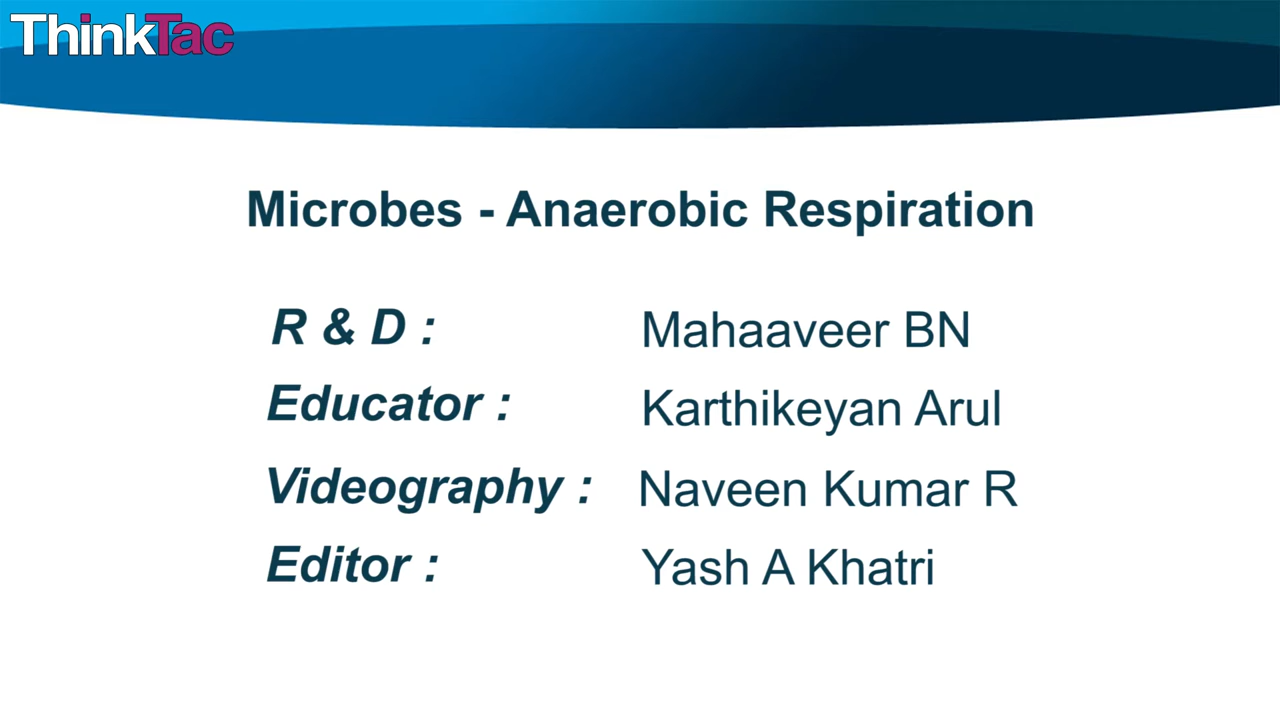 ThinkTac
Microbes - Anaerobic Respiration
R & D : Mahaaveer BN
Educator : Karthikeyan Arul
Videography : Naveen Kumar R
Editor : Yash A Khatri